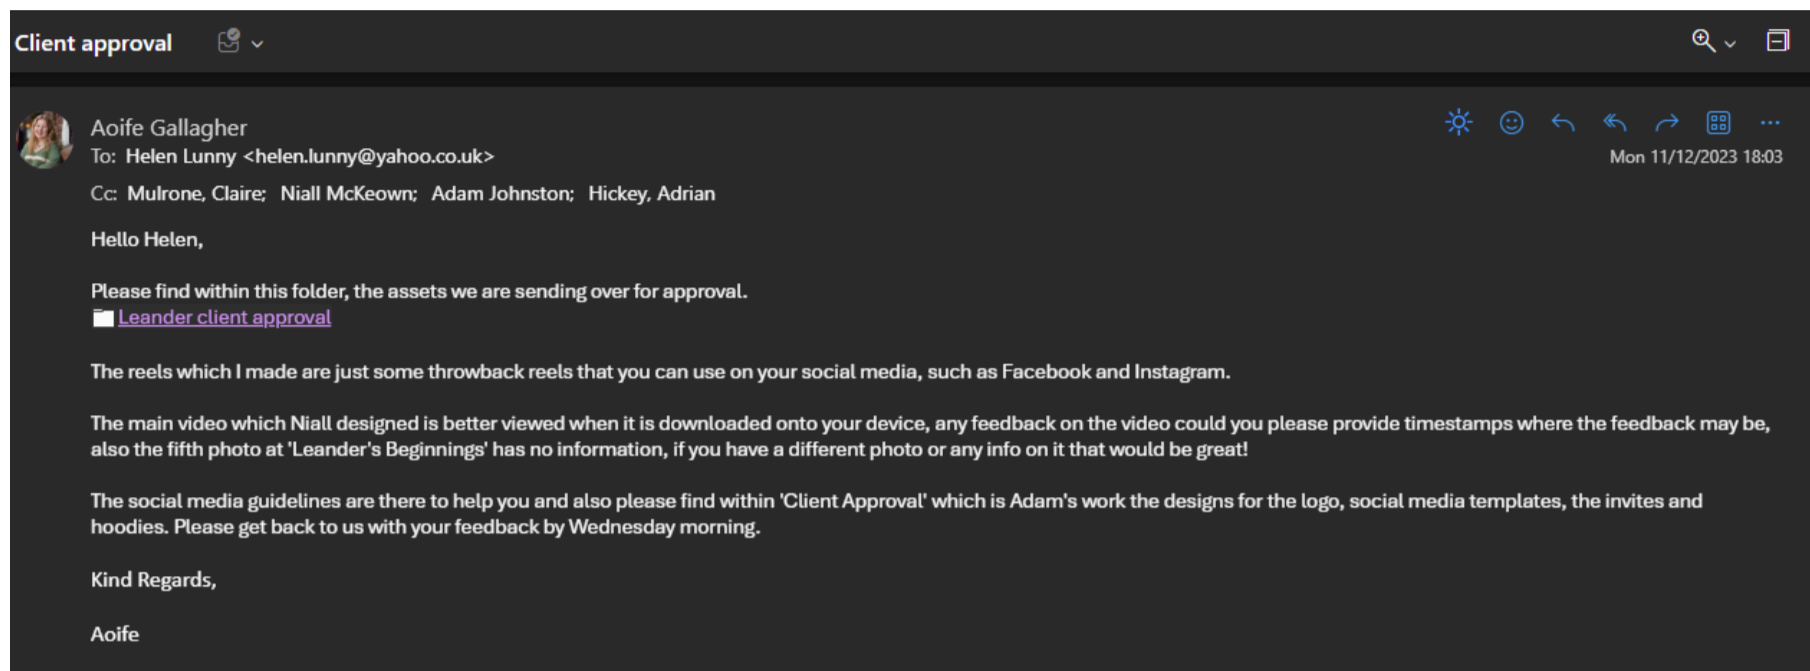 Client approval
Aoife Gallagher
To: Helen Lunny <helen.lunny@yahoo.co.uk>
Mon 11/12/2023 18:03
Cc: Mulrone, Claire; Niall McKeown; Adam Johnston; Hickey, Adrian
Hello Helen,
Please find within this folder, the assets we are sending over for approval.
Leander client approval
The reels which I made are just some throwback reels that you can use on your social media, such as Facebook and Instagram.
The main video which Niall designed is better viewed when it is downloaded onto your device, any feedback on the video could you please provide timestamps where the feedback may be,
also the fifth photo at 'Leander's Beginnings' has no information, if you have a different photo or any info on it that would be great!
The social media guidelines are there to help you and also please find within 'Client Approval' which is Adam's work the designs for the logo, social media templates, the invites and
hoodies. Please get back to us with your feedback by Wednesday morning.
Kind Regards,
Aoife